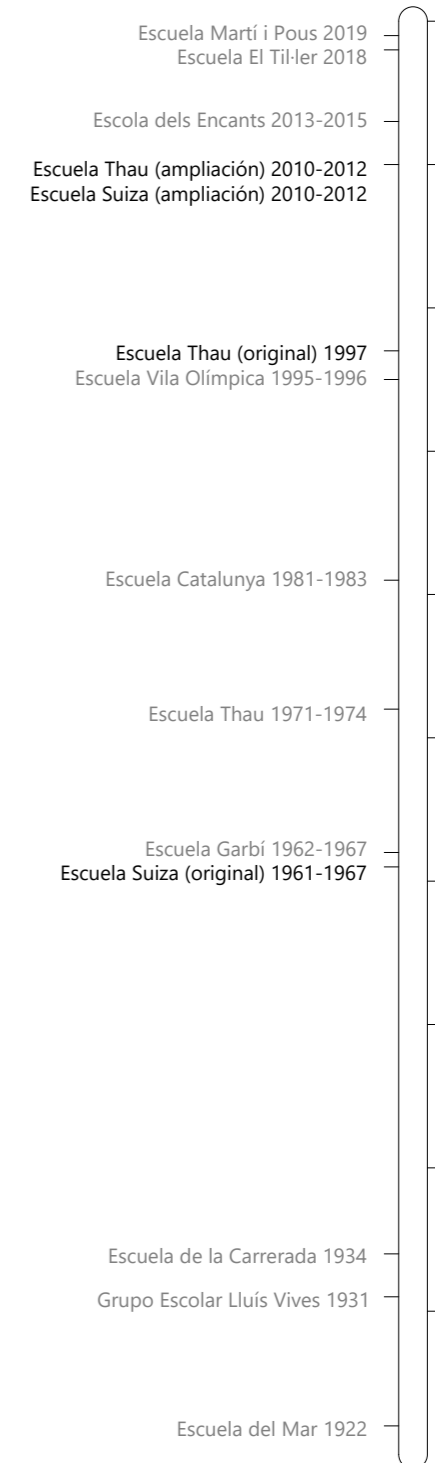 Escuela Martí i Pous 2019
Escuela El Til·ler 2018
Escola dels Encants 2013-2015
Escuela Thau (ampliación) 2010-2012
Escuela Suiza (ampliación) 2010-2012
Escuela Thau (original) 1997
Escuela Vila Olímpica 1995-1996
Escuela Catalunya 1981-1983
Escuela Thau 1971-1974
Escuela Garbí 1962-1967
Escuela Suiza (original) 1961-1967
Escuela de la Carrerada 1934
Grupo Escolar Lluís Vives 1931
Escuela del Mar 1922